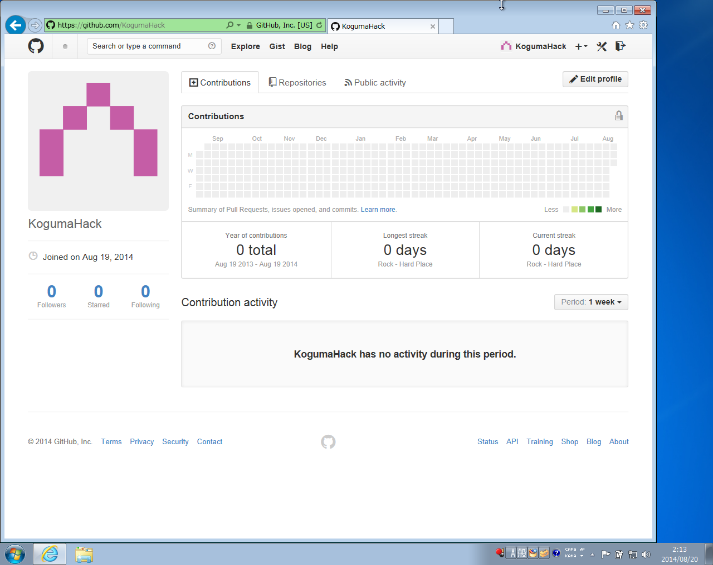 https://github.com/KogumaHack
GitHub, Inc. [US]
KogumaHack
Search or type a command
Explore Gist Blog Help
KogumaHack
Contributions
Repositories
Public activity
Edit profile
Contributions
Sep Oct Nov Dec Jan Feb Mar Apr May Jun Jul Aug
M
W
F
Summary of Pull Requests, issues opened, and commits. Learn more.
Less More
Year of contributions
0 total
Aug 19 2013 - Aug 19 2014
Longest streak
0 days
Rock - Hard Place
Current streak
0 days
Rock - Hard Place
KogumaHack
Joined on Aug 19, 2014
0
Followers
0
Starred
0
Following
Contribution activity
Period: 1 week
KogumaHack has no activity during this period.
© 2014 GitHub, Inc. Terms Privacy Security Contact
Status API Training Shop Blog About
2:13
2014/08/20